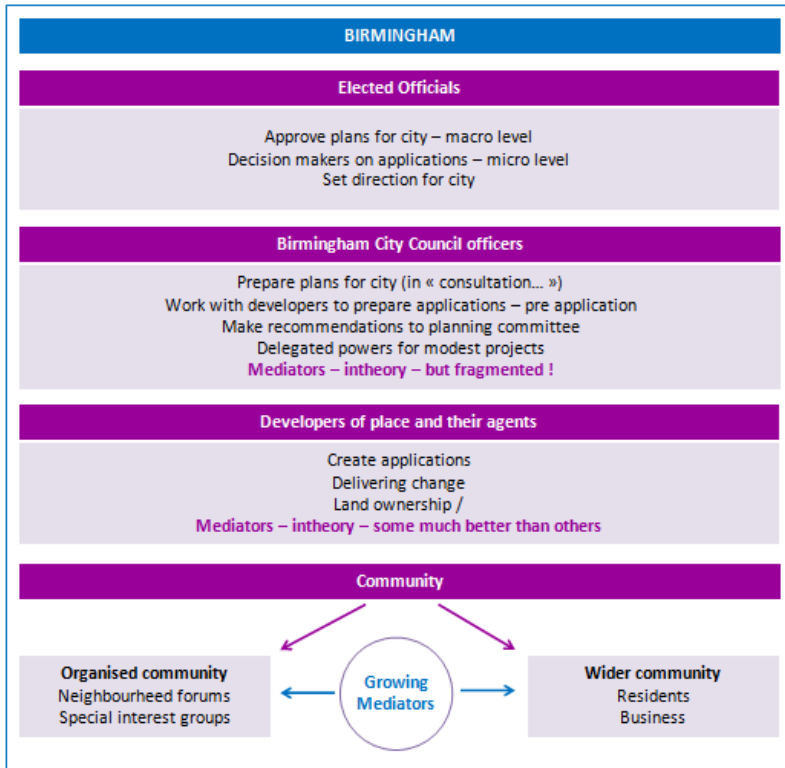 BIRMINGHAM
Elected Officials
Approve plans for city – macro level
Decision makers on applications – micro level
Set direction for city
Birmingham City Council officers
Prepare plans for city (in « consultation... »)
Work with developers to prepare applications – pre application
Make recommendations to planning committee
Delegated powers for modest projects
Mediators – intheory – but fragmented !
Developers of place and their agents
Create applications
Delivering change
Land ownership /
Mediators – intheory – some much better than others
Community
Organised community
Neighbourheed forums
Special interest groups
Growing
Mediators
Wider community
Residents
Business